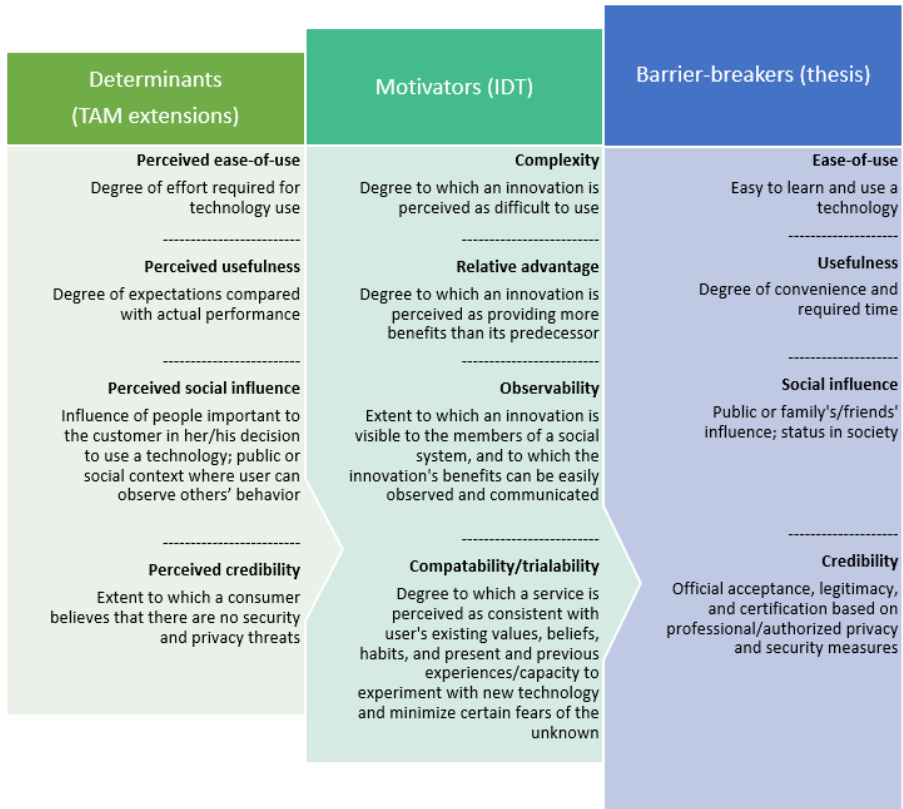 Determinants
(TAM extensions)
Perceived ease-of-use
Degree of effort required for
technology use
-------------------------
Perceived usefulness
Degree of expectations compared
with actual performance
-------------------------
Perceived social influence
Influence of people important to
the customer in her/his decision
to use a technology; public or
social context where user can
observe others’ behavior
-------------------------
Perceived credibility
Extent to which a consumer
believes that there are no security
and privacy threats
Motivators (IDT)
Complexity
Degree to which an innovation is
perceived as difficult to use
-------------------------
Relative advantage
Degree to which an innovation is
perceived as providing more
benefits than its predecessor
-------------------------
Observability
Extent to which an innovation is
visible to the members of a social
system, and to which the
innovation's benefits can be easily
observed and communicated
-------------------------
Compatability/trialability
Degree to which a service is
perceived as consistent with
user's existing values, beliefs,
habits, and present and previous
experiences/capacity to
experiment with new technology
and minimize certain fears of the
unknown
Barrier-breakers (thesis)
Ease-of-use
Easy to learn and use a
technology
--------------------
Usefulness
Degree of convenience and
required time
--------------------
Social influence
Public or family's/friends'
influence; status in society
--------------------
Credibility
Official acceptance, legitimacy,
and certification based on
professional/authorized privacy
and security measures